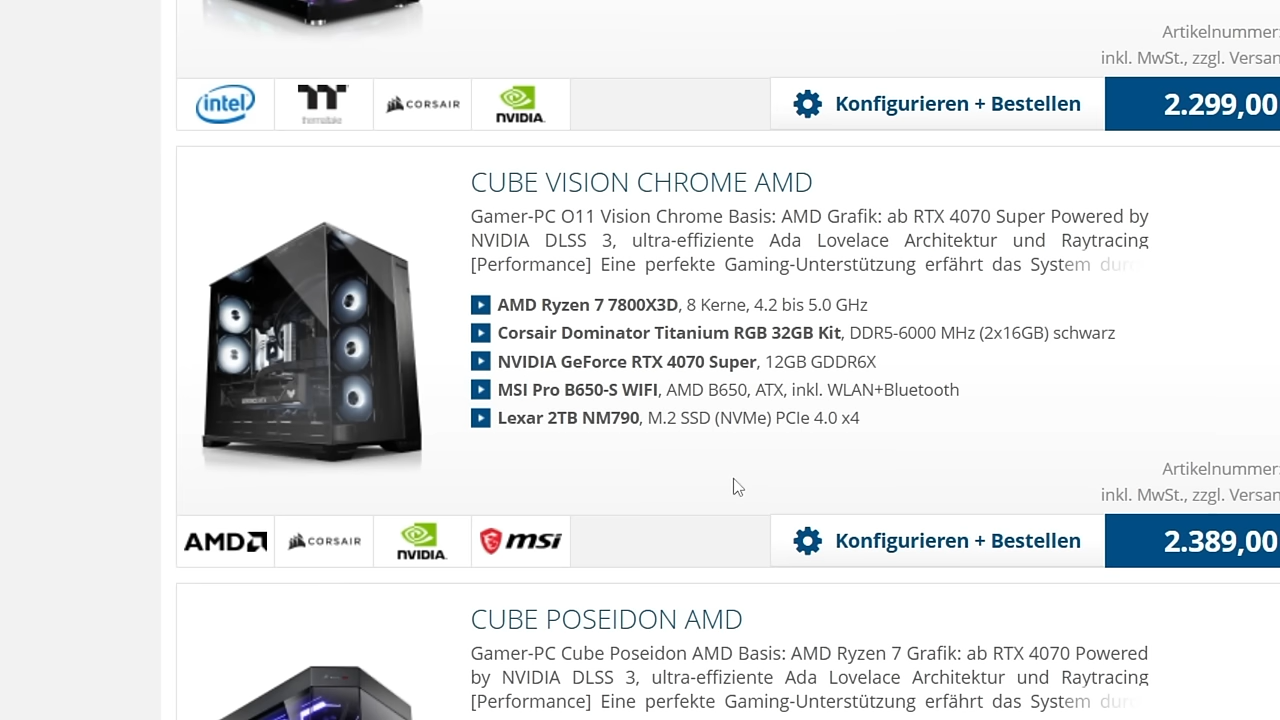 Artikelnummer:
inkl. MwSt., zzgl. Versan
intel
thermaltake
CORSAIR
NVIDIA.
Konfigurieren + Bestellen
2.299,00
CUBE VISION CHROME AMD
Gamer-PC O11 Vision Chrome Basis: AMD Grafik: ab RTX 4070 Super Powered by
NVIDIA DLSS 3, ultra-effiziente Ada Lovelace Architektur und Raytracing
[Performance] Eine perfekte Gaming-Unterstützung erfährt das System dur
AMD Ryzen 7 7800X3D, 8 Kerne, 4.2 bis 5.0 GHz
Corsair Dominator Titanium RGB 32GB Kit, DDR5-6000 MHz (2x16GB) schwarz
NVIDIA GeForce RTX 4070 Super, 12GB GDDR6X
MSI Pro B650-S WIFI, AMD B650, ATX, inkl. WLAN+Bluetooth
Lexar 2TB NM790, M.2 SSD (NVMe) PCIe 4.0 x4
Artikelnummer:
inkl. MwSt., zzgl. Versan
AMD
CORSAIR
NVIDIA.
msi
Konfigurieren + Bestellen
2.389,00
CUBE POSEIDON AMD
Gamer-PC Cube Poseidon AMD Basis: AMD Ryzen 7 Grafik: ab RTX 4070 Powered
by NVIDIA DLSS 3, ultra-effiziente Ada Lovelace Architektur und Raytracing
[Performance] Eine perfekte Gaming-Unterstützung erfährt das System dur